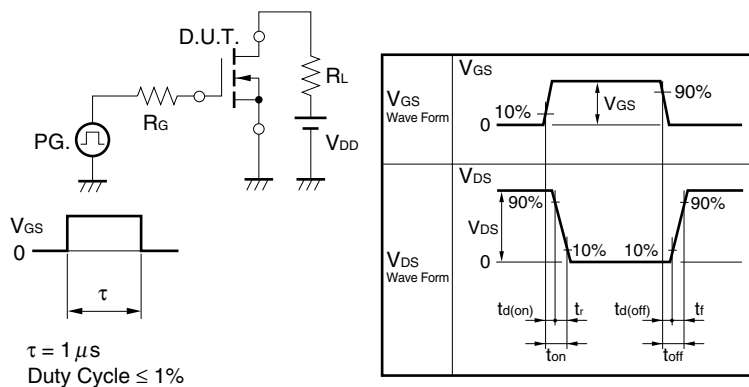 D.U.T.
RL
RG
PG.
VDD
VGS
0
τ
τ = 1 μs
Duty Cycle ≤ 1%
VGS
Wave Form
VGS
10%
VGS
90%
0
VDS
Wave Form
VDS
90%
VDS
10%
10%
90%
0
td(on)
tr
td(off)
tf
ton
toff